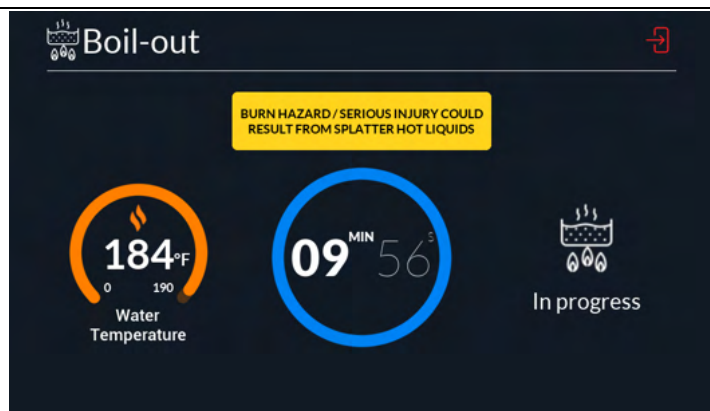 Boil-out
BURN HAZARD / SERIOUS INJURY COULD
RESULT FROM SPLATTER HOT LIQUIDS
184°F
0 190
Water
Temperature
09 MIN 56 S
In progress